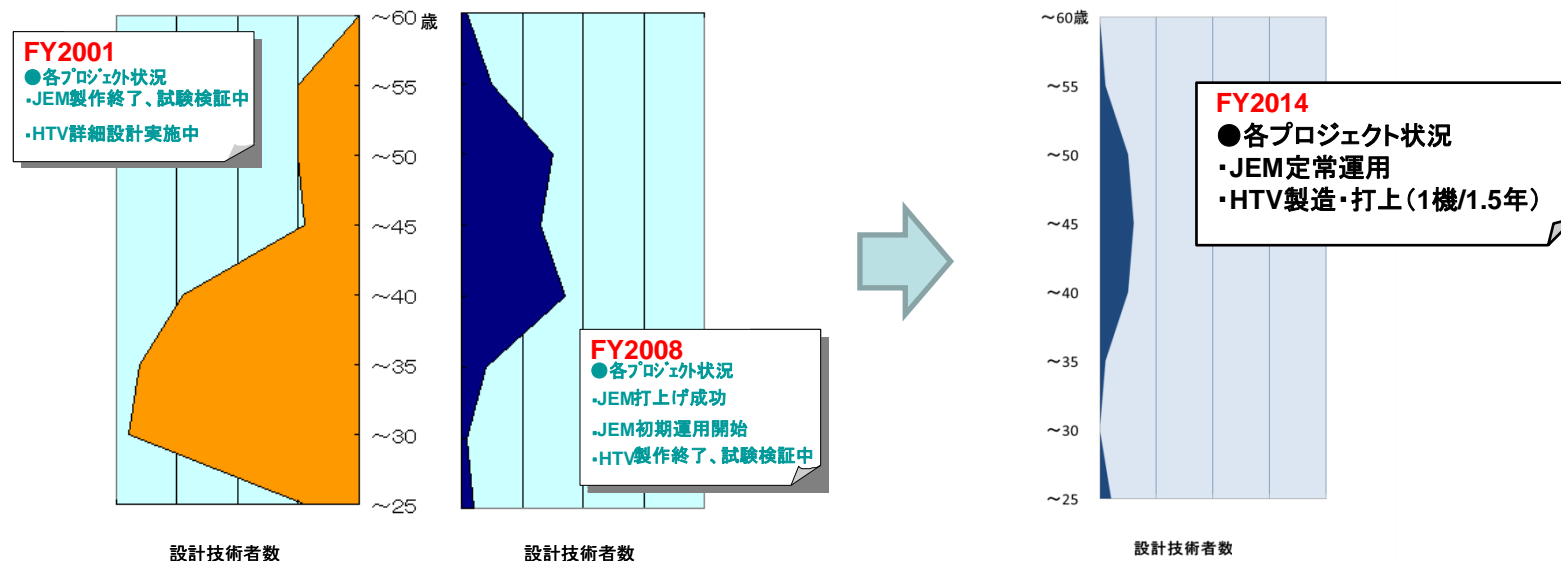 FY2001
●各プロジェクト状況
・JEM製作終了、試験検証中
・HTV詳細設計実施中
～60歳
～55
～50
～45
～40
～35
～30
～25
設計技術者数
FY2008
●各プロジェクト状況
・JEM打上げ成功
・JEM初期運用開始
・HTV製作終了、試験検証中
設計技術者数
～60歳
～55
～50
～45
～40
～35
～30
～25
設計技術者数
FY2014
●各プロジェクト状況
・JEM定常運用
・HTV製造・打上（1機/1.5年）